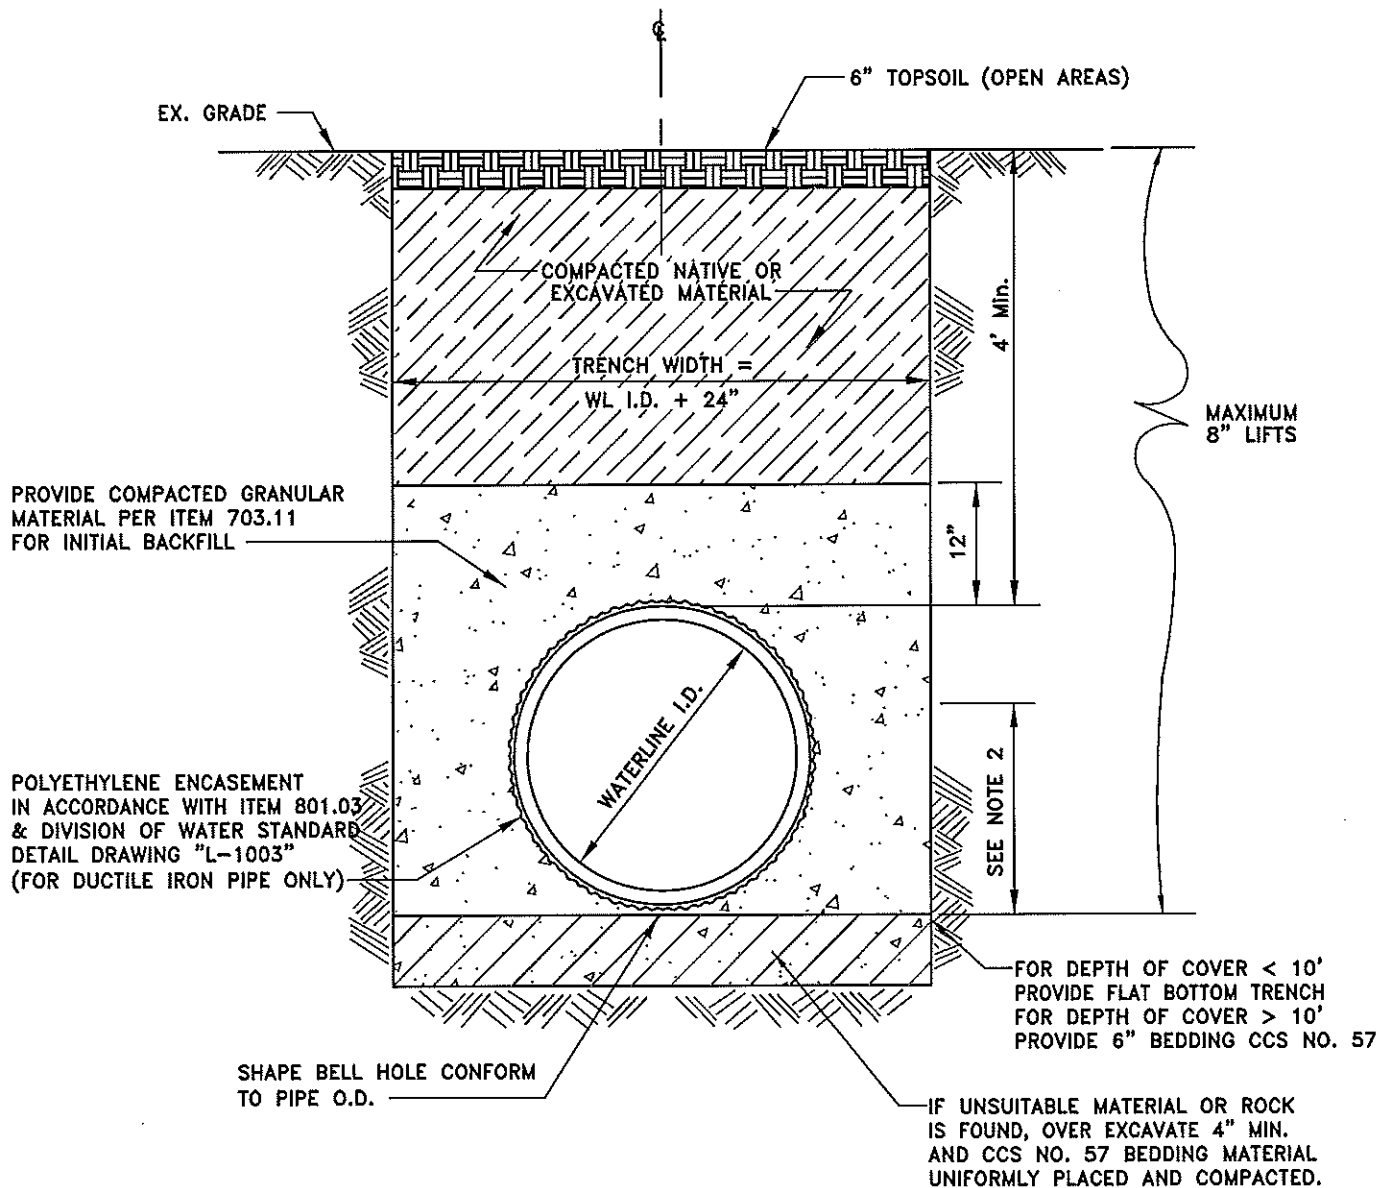 ℄
6" TOPSOIL (OPEN AREAS)
EX. GRADE
COMPACTED NATIVE OR
EXCAVATED MATERIAL
4' Min.
TRENCH WIDTH =
WL I.D. + 24"
MAXIMUM
8" LIFTS
PROVIDE COMPACTED GRANULAR
MATERIAL PER ITEM 703.11
FOR INITIAL BACKFILL
12"
WATERLINE I.D.
POLYETHYLENE ENCASEMENT
IN ACCORDANCE WITH ITEM 801.03
& DIVISION OF WATER STANDARD
DETAIL DRAWING "L-1003"
(FOR DUCTILE IRON PIPE ONLY)
SEE NOTE 2
FOR DEPTH OF COVER < 10'
PROVIDE FLAT BOTTOM TRENCH
FOR DEPTH OF COVER > 10'
PROVIDE 6" BEDDING CCS NO. 57
SHAPE BELL HOLE CONFORM
TO PIPE O.D.
IF UNSUITABLE MATERIAL OR ROCK
IS FOUND, OVER EXCAVATE 4" MIN.
AND CCS NO. 57 BEDDING MATERIAL
UNIFORMLY PLACED AND COMPACTED.